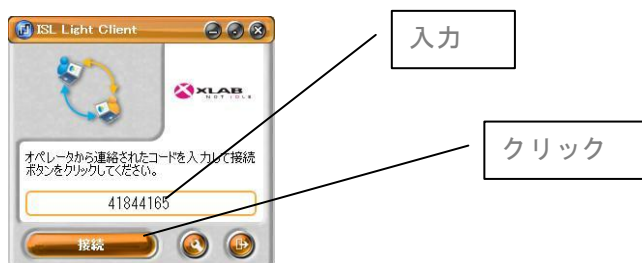 ISL Light Client
入力
XLAB
NOT IDLE
オペレータから連絡されたコードを入力して接続
ボタンをクリックしてください。
クリック
41844165
接続